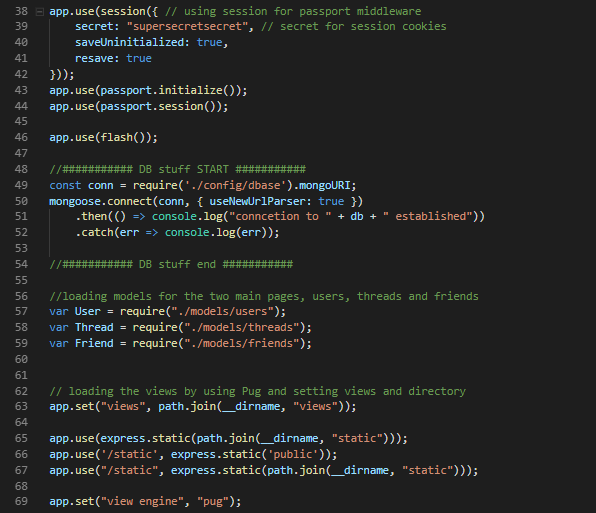 38 app.use(session({ // using session for passport middleware
39     secret: "supersecretsecret", // secret for session cookies
40     saveUninitialized: true,
41     resave: true
42 }));
43 app.use(passport.initialize());
44 app.use(passport.session());
45
46 app.use(flash());
47
48 //########### DB stuff START ###########
49 const conn = require('./config/dbase').mongoURI;
50 mongoose.connect(conn, { useNewUrlParser: true })
51     .then(() => console.log("conncetion to " + db + " established"))
52     .catch(err => console.log(err));
53
54 //########### DB stuff end ###########
55
56 //loading models for the two main pages, users, threads and friends
57 var User = require("./models/users");
58 var Thread = require("./models/threads");
59 var Friend = require("./models/friends");
60
61
62 // loading the views by using Pug and setting views and directory
63 app.set("views", path.join(__dirname, "views"));
64
65 app.use(express.static(path.join(__dirname, "static")));
66 app.use('/static', express.static('public'));
67 app.use("/static", express.static(path.join(__dirname, "static")));
68
69 app.set("view engine", "pug");